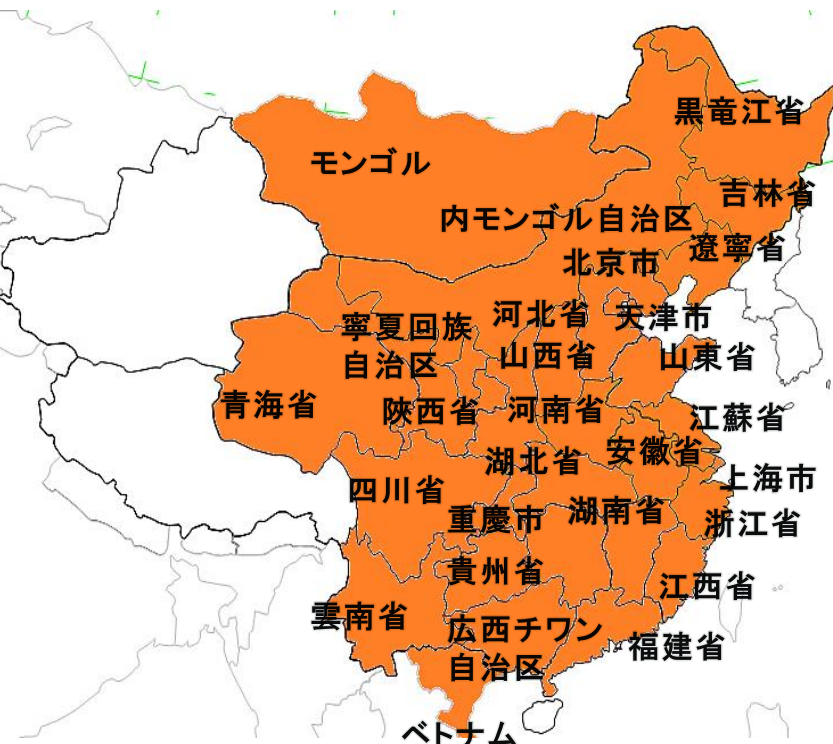 黒竜江省
モンゴル
吉林省
内モンゴル自治区
遼寧省
北京市
河北省
天津市
寧夏回族
自治区
山西省
山東省
青海省
陝西省
河南省
江蘇省
安徽省
湖北省
上海市
四川省
重慶市
湖南省
浙江省
貴州省
江西省
雲南省
広西チワン
自治区
福建省
ベトナム